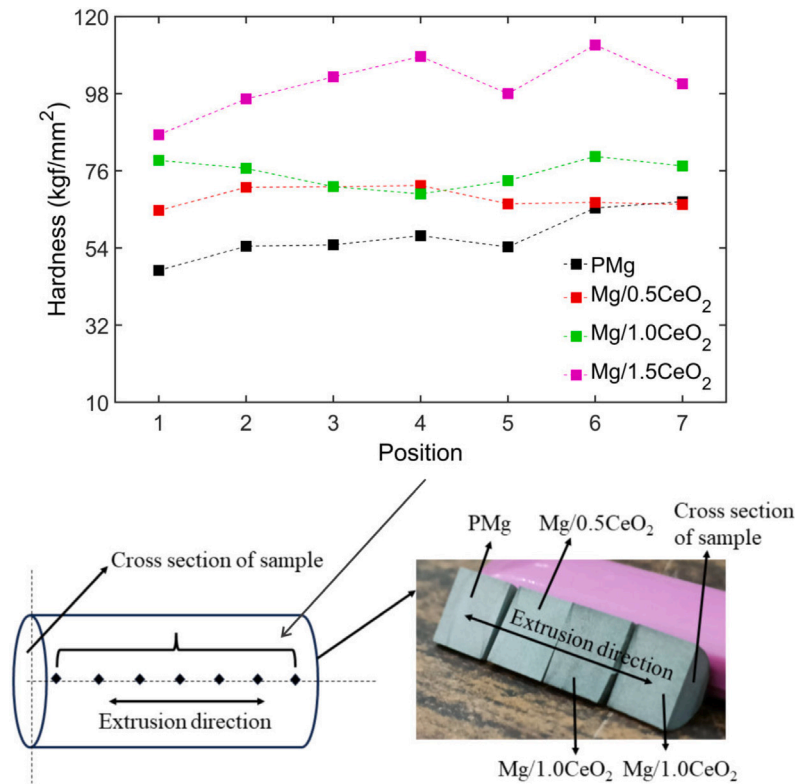 120
98
76
54
32
10
Hardness (kgf/mm²)
PMg
Mg/0.5CeO₂
Mg/1.0CeO₂
Mg/1.5CeO₂
1 2 3 4 5 6 7
Position
Cross section
of sample
PMg Mg/0.5CeO₂
Cross section of sample
Extrusion direction
Extrusion direction
Mg/1.0CeO₂ Mg/1.0CeO₂